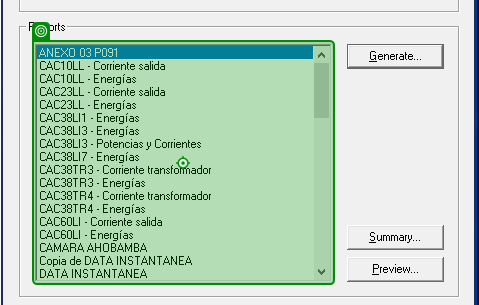 ports
ANEXO 03 P091
CAC10LL - Corriente salida
CAC10LL - Energías
CAC23LL - Corriente salida
CAC23LL - Energías
CAC38LI1 - Energías
CAC38LI3 - Energías
CAC38LI3 - Potencias y Corrientes
CAC38LI7 - Energías
CAC38TR3 - Corriente transformador
CAC38TR3 - Energías
CAC38TR4 - Corriente transformador
CAC38TR4 - Energías
CAC60LI - Corriente salida
CAC60LI - Energías
CAMARA AHOBAMBA
Copia de DATA INSTANTANEA
DATA INSTANTANEA
Generate...
Summary...
Preview...